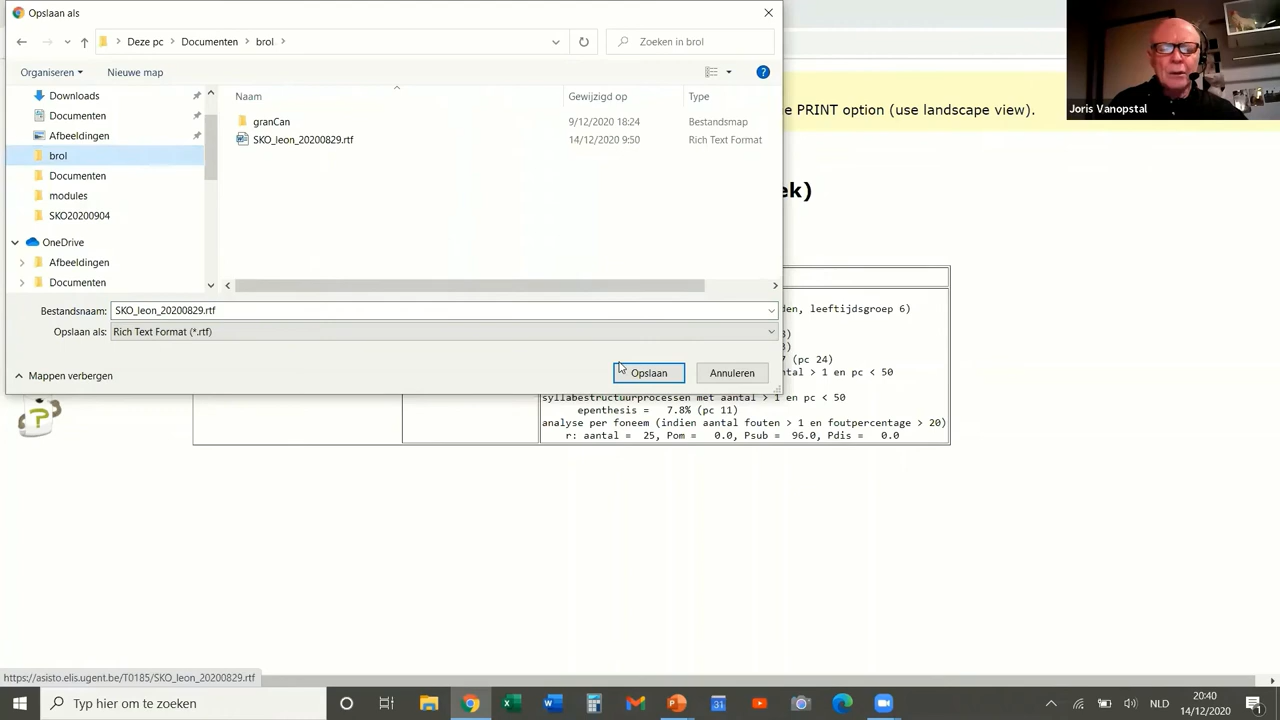 Opslaan als
Deze pc > Documenten > brol >
Zoeken in brol
Organiseren
Nieuwe map
Downloads
Documenten
Afbeeldingen
brol
Documenten
modules
SKO20200904
OneDrive
Afbeeldingen
Documenten
Naam
Gewijzigd op
Type
granCan
9/12/2020 18:24
Bestandsmap
SKO_leon_20200829.rtf
14/12/2020 9:50
Rich Text Format
Bestandsnaam:
SKO_leon_20200829.rtf
Opslaan als:
Rich Text Format (*.rtf)
Mappen verbergen
Opslaan
Annuleren
PRINT option (use landscape view).
Joris Vanopstal
ek)
den, leeftijdsgroep 6)
(pc 24)
> 1 en pc < 50
syllabestructuurprocessen met aantal > 1 en pc < 50
epenthesis = 7.8% (pc 11)
analyse per foneem (indien aantal fouten > 1 en foutpercentage > 20)
r: aantal = 25, Pom = 0.0, Psub = 96.0, Pdis = 0.0
https://asisto.elis.ugent.be/T0185/SKO_leon_20200829.rtf
Typ hier om te zoeken
NLD
20:40
14/12/2020